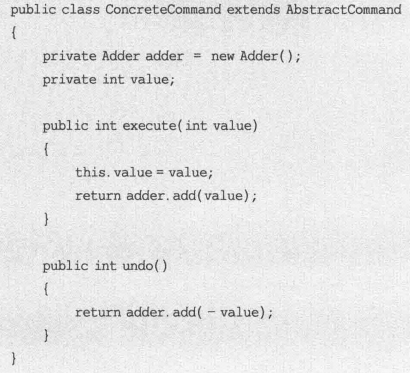 public class ConcreteCommand extends AbstractCommand
{
    private Adder adder = new Adder();
    private int value;

    public int execute(int value)
    {
        this.value = value;
        return adder.add(value);
    }

    public int undo()
    {
        return adder.add( - value);
    }
}